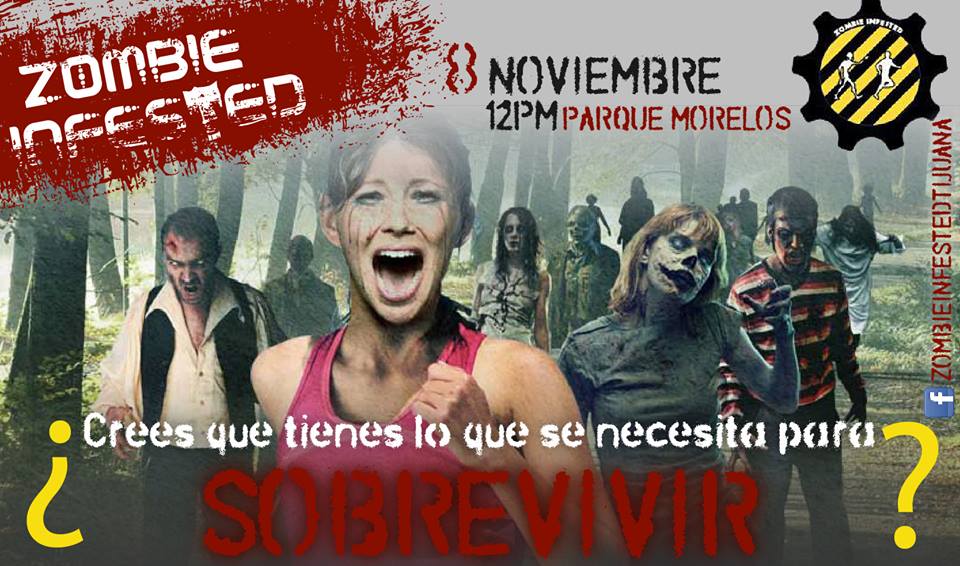 ZOMBIE
INFESTED
8 NOVIEMBRE
12PM PARQUE MORELOS
ZOMBIE INFESTED
f ZOMBIEINFESTEDTIJUANA
¿Crees que tienes lo que se necesita para
SOBREVIVIR?